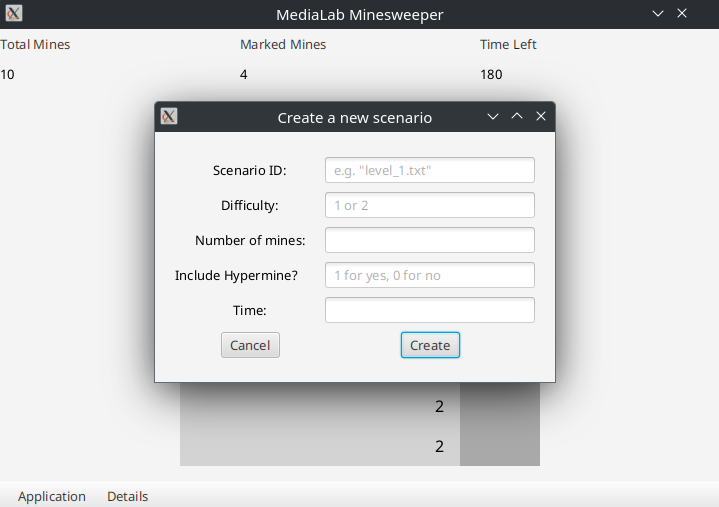 MediaLab Minesweeper
Total Mines Marked Mines Time Left
10 4 180
Create a new scenario
Scenario ID: e.g. "level_1.txt"
Difficulty: 1 or 2
Number of mines:
Include Hypermine? 1 for yes, 0 for no
Time:
Cancel Create
2
2
Application Details